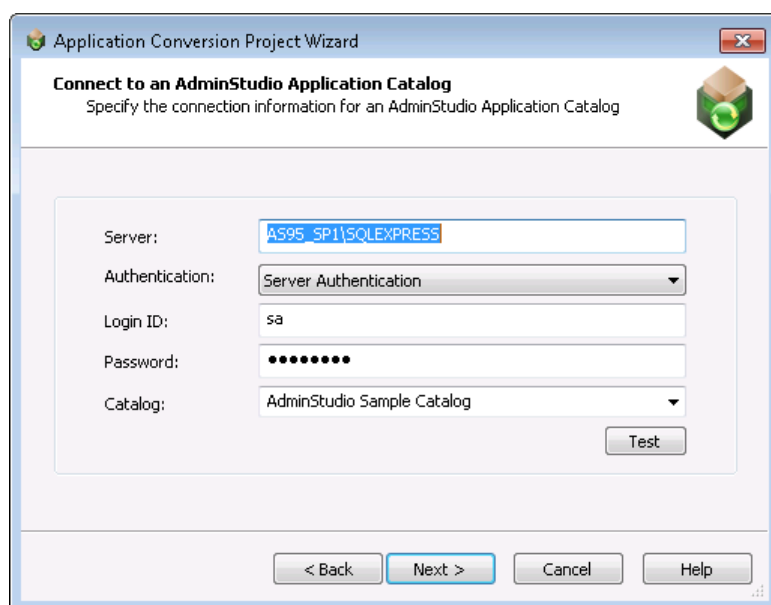 Application Conversion Project Wizard
Connect to an AdminStudio Application Catalog
Specify the connection information for an AdminStudio Application Catalog
Server: AS95_SP1\SQLEXPRESS
Authentication: Server Authentication
Login ID: sa
Password: ●●●●●●●●
Catalog: AdminStudio Sample Catalog
Test
< Back Next > Cancel Help